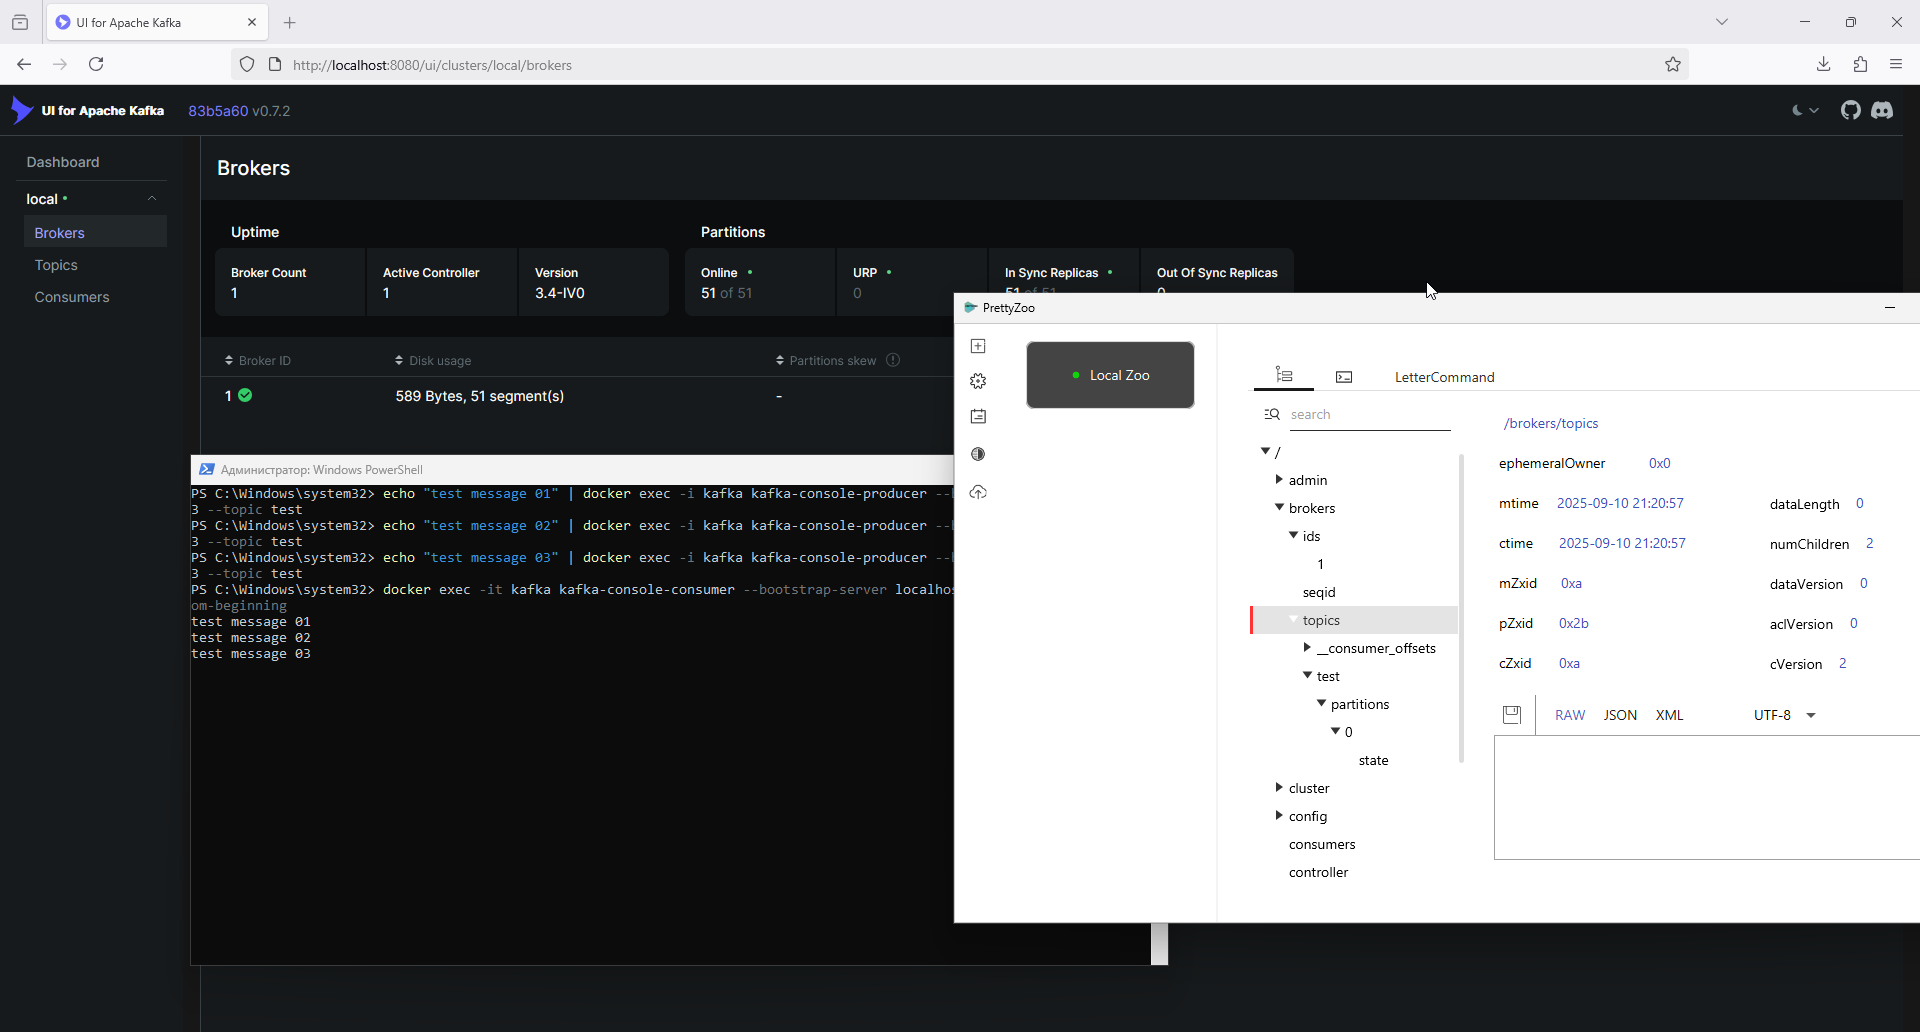 UI for Apache Kafka
http://localhost:8080/ui/clusters/local/brokers
UI for Apache Kafka 83b5a60 v0.7.2
Dashboard
local
Brokers
Topics
Consumers
Brokers
Uptime
Broker Count
1
Active Controller
1
Version
3.4-IV0
Partitions
Online
51 of 51
URP
0
In Sync Replicas
51 of 51
Out Of Sync Replicas
0
Broker ID Disk usage Partitions skew
1 589 Bytes, 51 segment(s) -
Администратор: Windows PowerShell
PS C:\Windows\system32> echo "test message 01" | docker exec -i kafka kafka-console-producer --
3 --topic test
PS C:\Windows\system32> echo "test message 02" | docker exec -i kafka kafka-console-producer --
3 --topic test
PS C:\Windows\system32> echo "test message 03" | docker exec -i kafka kafka-console-producer --
3 --topic test
PS C:\Windows\system32> docker exec -it kafka kafka-console-consumer --bootstrap-server localhos
om-beginning
test message 01
test message 02
test message 03
PrettyZoo
Local Zoo
LetterCommand
search
/
admin
brokers
ids
1
seqid
topics
__consumer_offsets
test
partitions
0
state
cluster
config
consumers
controller
/brokers/topics
ephemeralOwner 0x0
mtime 2025-09-10 21:20:57 dataLength 0
ctime 2025-09-10 21:20:57 numChildren 2
mZxid 0xa dataVersion 0
pZxid 0x2b aclVersion 0
cZxid 0xa cVersion 2
RAW JSON XML UTF-8